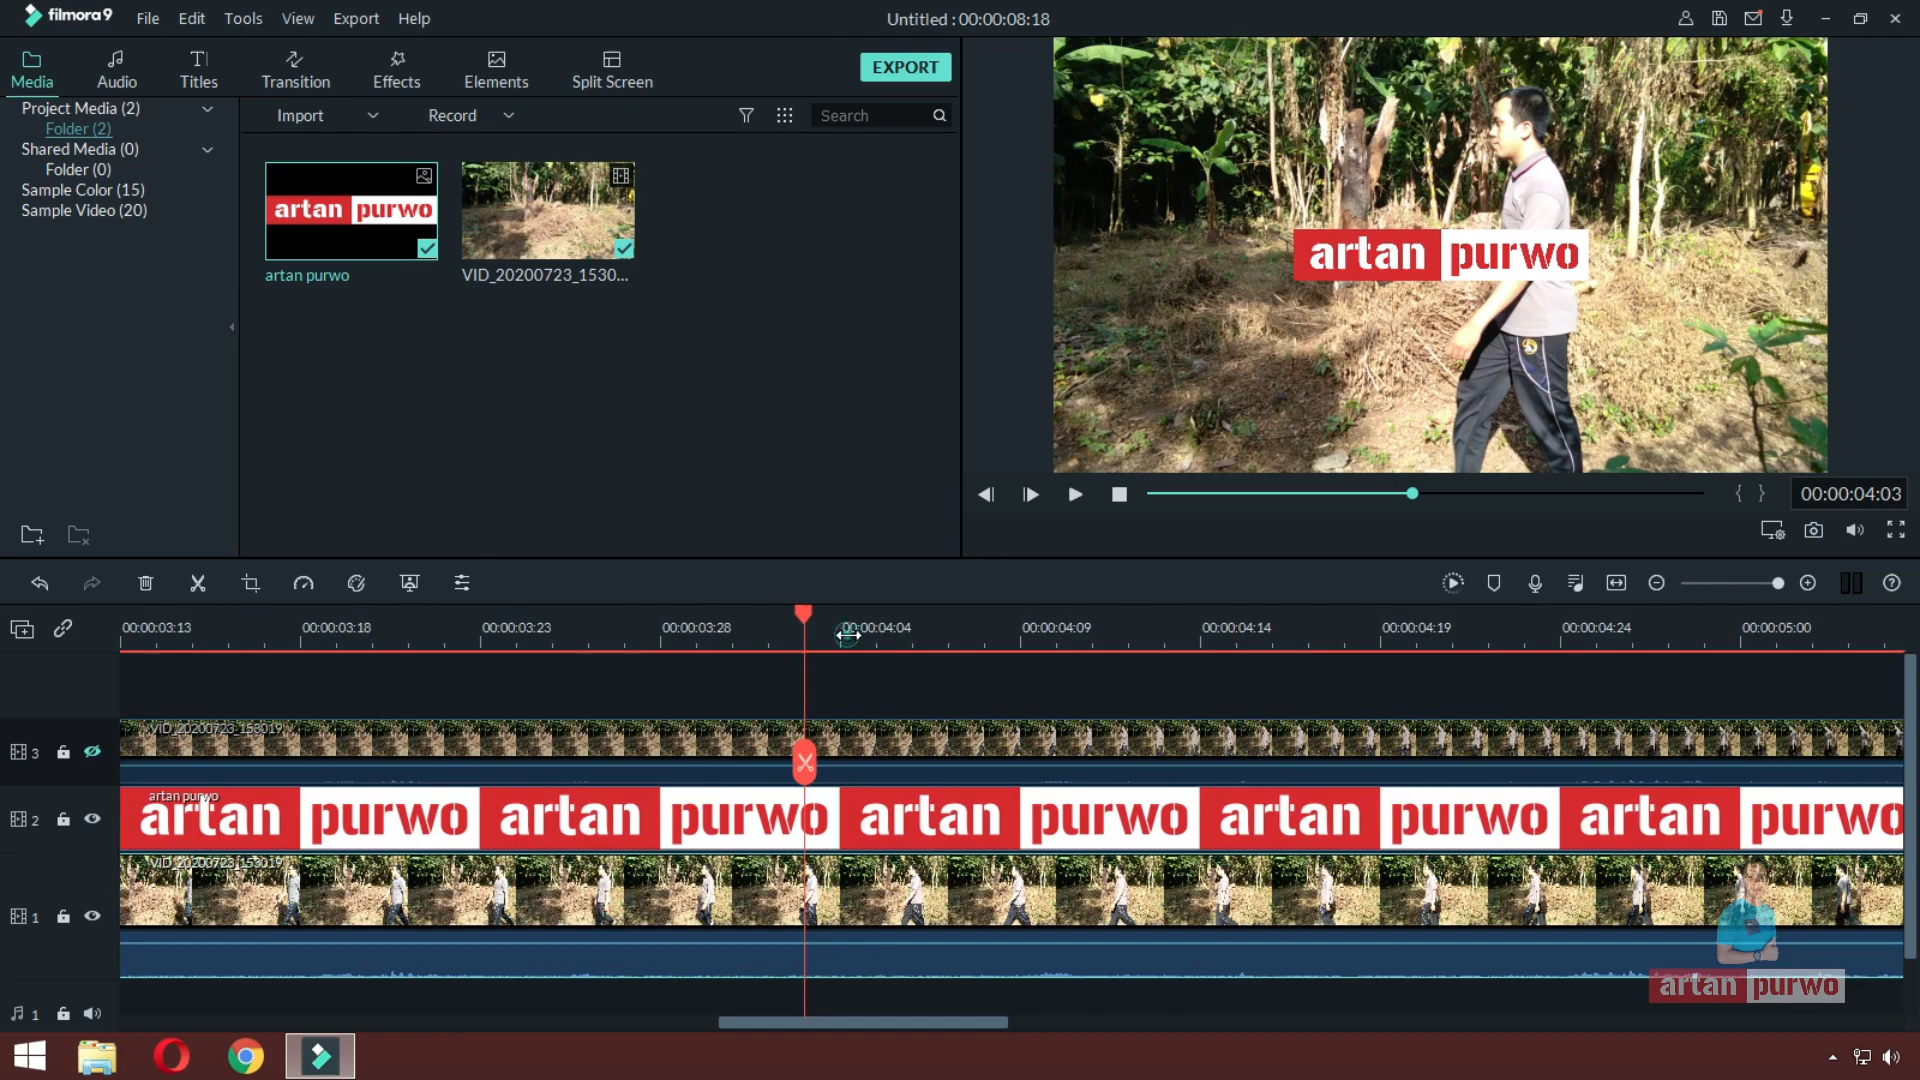 filmora9
File Edit Tools View Export Help
Untitled : 00:00:08:18
Media Audio Titles Transition Effects Elements Split Screen
EXPORT
Project Media (2)
Folder (2)
Shared Media (0)
Folder (0)
Sample Color (15)
Sample Video (20)
Import Record Search
artan purwo
artan purwo
VID_20200723_1530...
artan purwo
00:00:04:03
00:00:03:13 00:00:03:18 00:00:03:23 00:00:03:28 00:00:04:04 00:00:04:09 00:00:04:14 00:00:04:19 00:00:04:24 00:00:05:00
3
VID_20200723_153019
2
artan purwo
artan purwo artan purwo artan purwo artan purwo artan purwo
1
VID_20200723_153019
artan purwo
1